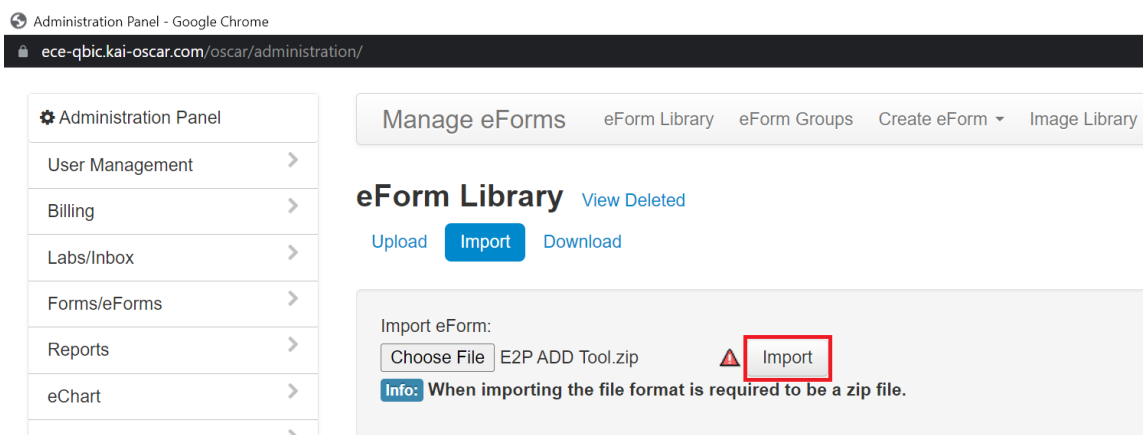 Administration Panel - Google Chrome
ece-qbic.kai-oscar.com/oscar/administration/
Administration Panel
User Management
Billing
Labs/Inbox
Forms/eForms
Reports
eChart
Manage eForms eForm Library eForm Groups Create eForm Image Library
eForm Library View Deleted
Upload Import Download
Import eForm:
Choose File E2P ADD Tool.zip Import
Info: When importing the file format is required to be a zip file.